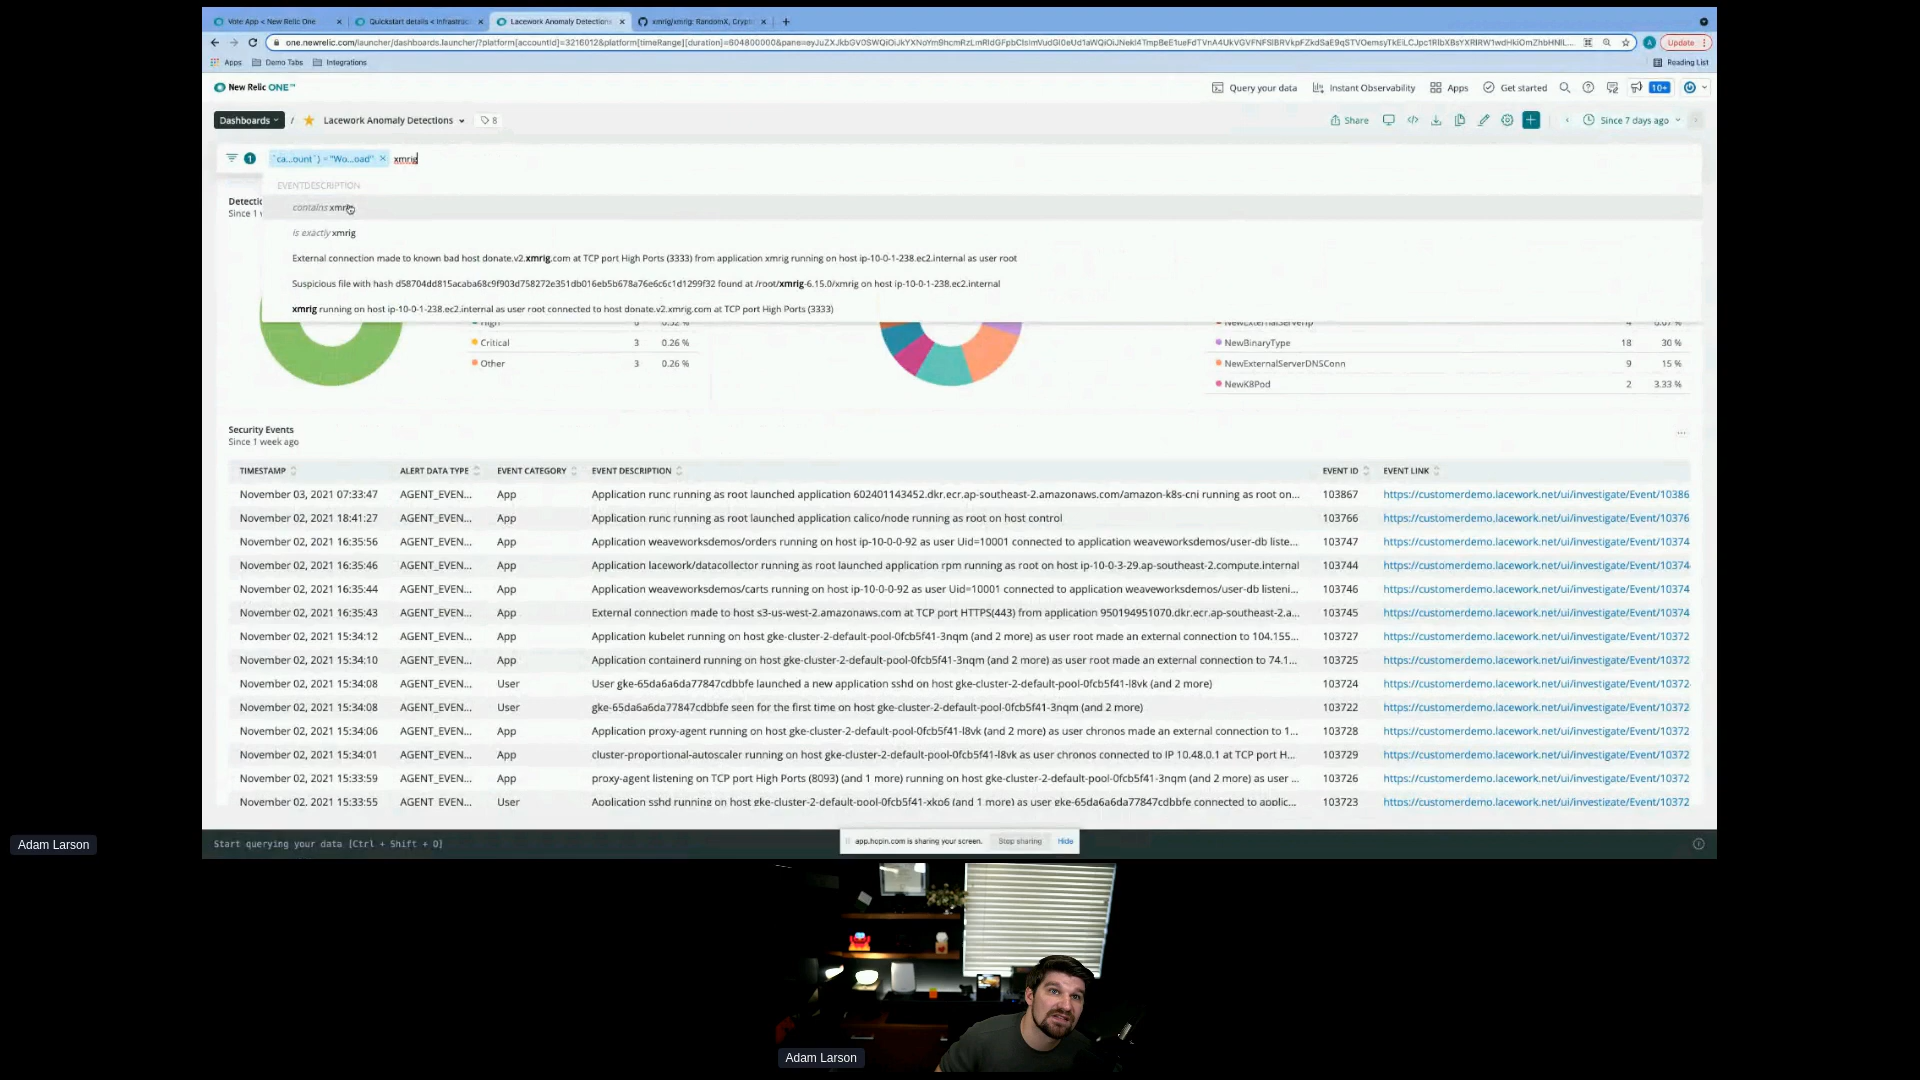 Vote App < New Relic One
Quickstart details < Infrastruc
Lacework Anomaly Detections
xmrig/xmrig: RandomX, Crypt
Update
Apps
Demo Tabs
Integrations
Reading List
New Relic ONE™
Query your data
Instant Observability
Apps
Get started
10+
Dashboards
/
Lacework Anomaly Detections
8
Share
Since 7 days ago
1
`ca...ount`) = "Wo...oad"
xmrig
EVENTDESCRIPTION
contains xmrig
is exactly xmrig
External connection made to known bad host donate.v2.xmrig.com at TCP port High Ports (3333) from application xmrig running on host ip-10-0-1-238.ec2.internal as user root
Suspicious file with hash d58704dd815acaba68c9f903d758272e351db016eb5b678a76e6c6c1d1299f32 found at /root/xmrig-6.15.0/xmrig on host ip-10-0-1-238.ec2.internal
xmrig running on host ip-10-0-1-238.ec2.internal as user root connected to host donate.v2.xmrig.com at TCP port High Ports (3333)
Detectio
Since 1 w
Critical 3 0.26 %
Other 3 0.26 %
NewExternalServerIp 4
NewBinaryType 18 30 %
NewExternalServerDNSConn 9 15 %
NewK8Pod 2 3.33 %
Security Events
Since 1 week ago
TIMESTAMP ALERT DATA TYPE EVENT CATEGORY EVENT DESCRIPTION EVENT ID EVENT LINK
November 03, 2021 07:33:47 AGENT_EVEN... App Application runc running as root launched application 602401143452.dkr.ecr.ap-southeast-2.amazonaws.com/amazon-k8s-cni running as root on... 103867 https://customerdemo.lacework.net/ui/investigate/Event/10386
November 02, 2021 18:41:27 AGENT_EVEN... App Application runc running as root launched application calico/node running as root on host control 103766 https://customerdemo.lacework.net/ui/investigate/Event/10376
November 02, 2021 16:35:56 AGENT_EVEN... App Application weaveworksdemos/orders running on host ip-10-0-0-92 as user Uid=10001 connected to application weaveworksdemos/user-db liste... 103747 https://customerdemo.lacework.net/ui/investigate/Event/10374
November 02, 2021 16:35:46 AGENT_EVEN... App Application lacework/datacollector running as root launched application rpm running as root on host ip-10-0-3-29.ap-southeast-2.compute.internal 103744 https://customerdemo.lacework.net/ui/investigate/Event/10374
November 02, 2021 16:35:44 AGENT_EVEN... App Application weaveworksdemos/carts running on host ip-10-0-0-92 as user Uid=10001 connected to application weaveworksdemos/user-db listeni... 103746 https://customerdemo.lacework.net/ui/investigate/Event/10374
November 02, 2021 16:35:43 AGENT_EVEN... App External connection made to host s3-us-west-2.amazonaws.com at TCP port HTTPS(443) from application 950194951070.dkr.ecr.ap-southeast-2.a... 103745 https://customerdemo.lacework.net/ui/investigate/Event/10374
November 02, 2021 15:34:12 AGENT_EVEN... App Application kubelet running on host gke-cluster-2-default-pool-0fcb5f41-3nqm (and 2 more) as user root made an external connection to 104.155... 103727 https://customerdemo.lacework.net/ui/investigate/Event/10372
November 02, 2021 15:34:10 AGENT_EVEN... App Application containerd running on host gke-cluster-2-default-pool-0fcb5f41-3nqm (and 2 more) as user root made an external connection to 74.1... 103725 https://customerdemo.lacework.net/ui/investigate/Event/10372
November 02, 2021 15:34:08 AGENT_EVEN... User User gke-65da6a6da77847cdbbfe launched a new application sshd on host gke-cluster-2-default-pool-0fcb5f41-l8vk (and 2 more) 103724 https://customerdemo.lacework.net/ui/investigate/Event/10372
November 02, 2021 15:34:08 AGENT_EVEN... User gke-65da6a6da77847cdbbfe seen for the first time on host gke-cluster-2-default-pool-0fcb5f41-3nqm (and 2 more) 103722 https://customerdemo.lacework.net/ui/investigate/Event/10372
November 02, 2021 15:34:06 AGENT_EVEN... App Application proxy-agent running on host gke-cluster-2-default-pool-0fcb5f41-l8vk (and 2 more) as user chronos made an external connection to 1... 103728 https://customerdemo.lacework.net/ui/investigate/Event/10372
November 02, 2021 15:34:01 AGENT_EVEN... App cluster-proportional-autoscaler running on host gke-cluster-2-default-pool-0fcb5f41-l8vk as user chronos connected to IP 10.48.0.1 at TCP port H... 103729 https://customerdemo.lacework.net/ui/investigate/Event/10372
November 02, 2021 15:33:59 AGENT_EVEN... App proxy-agent listening on TCP port High Ports (8093) (and 1 more) running on host gke-cluster-2-default-pool-0fcb5f41-3nqm (and 2 more) as user ... 103726 https://customerdemo.lacework.net/ui/investigate/Event/10372
November 02, 2021 15:33:55 AGENT_EVEN... User Application sshd running on host gke-cluster-2-default-pool-0fcb5f41-xkp6 (and 1 more) as user gke-65da6a6da77847cdbbfe connected to applic... 103723 https://customerdemo.lacework.net/ui/investigate/Event/10372
Start querying your data [Ctrl + Shift + O]
app.hopin.com is sharing your screen.
Stop sharing
Hide
Adam Larson
Adam Larson